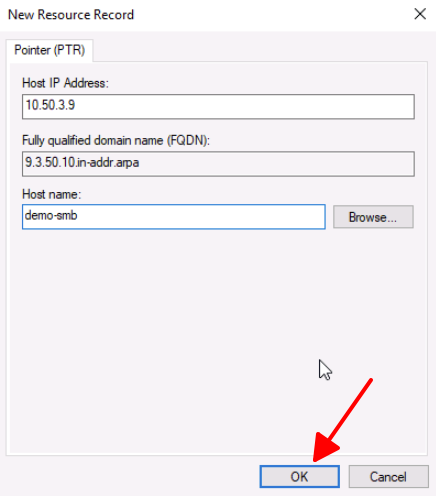 New Resource Record
Pointer (PTR)
Host IP Address:
10.50.3.9
Fully qualified domain name (FQDN):
9.3.50.10.in-addr.arpa
Host name:
demo-smb
Browse...
OK
Cancel